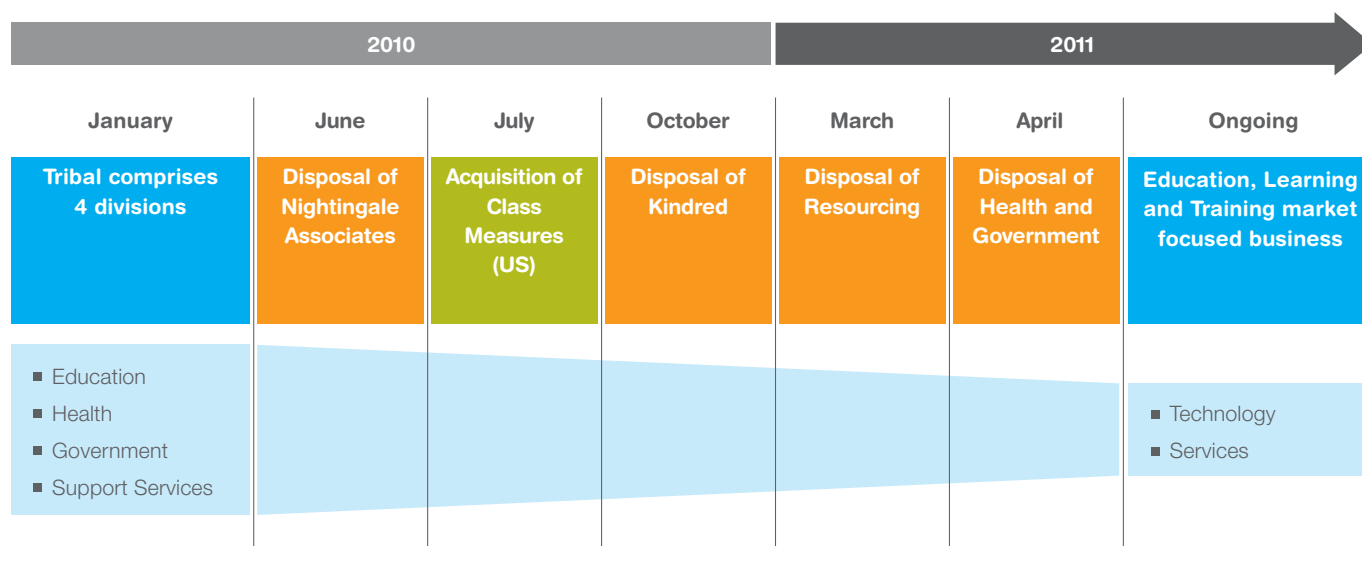 2010
2011
January
June
July
October
March
April
Ongoing
Tribal comprises
4 divisions
Disposal of
Nightingale
Associates
Acquisition of
Class
Measures
(US)
Disposal of
Kindred
Disposal of
Resourcing
Disposal of
Health and
Government
Education, Learning
and Training market
focused business
■ Education
■ Health
■ Government
■ Support Services
■ Technology
■ Services